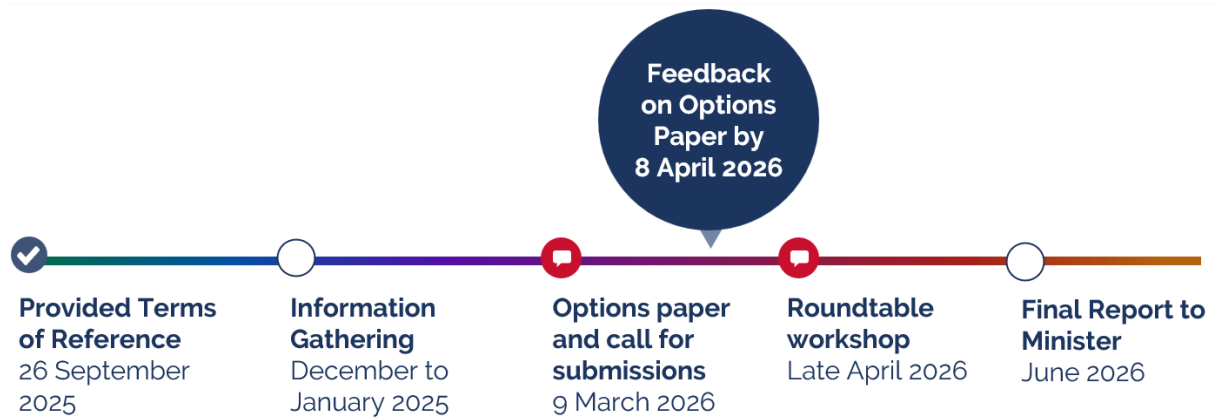 Feedback
on Options
Paper by
8 April 2026
Provided Terms
of Reference
26 September
2025
Information
Gathering
December to
January 2025
Options paper
and call for
submissions
9 March 2026
Roundtable
workshop
Late April 2026
Final Report to
Minister
June 2026